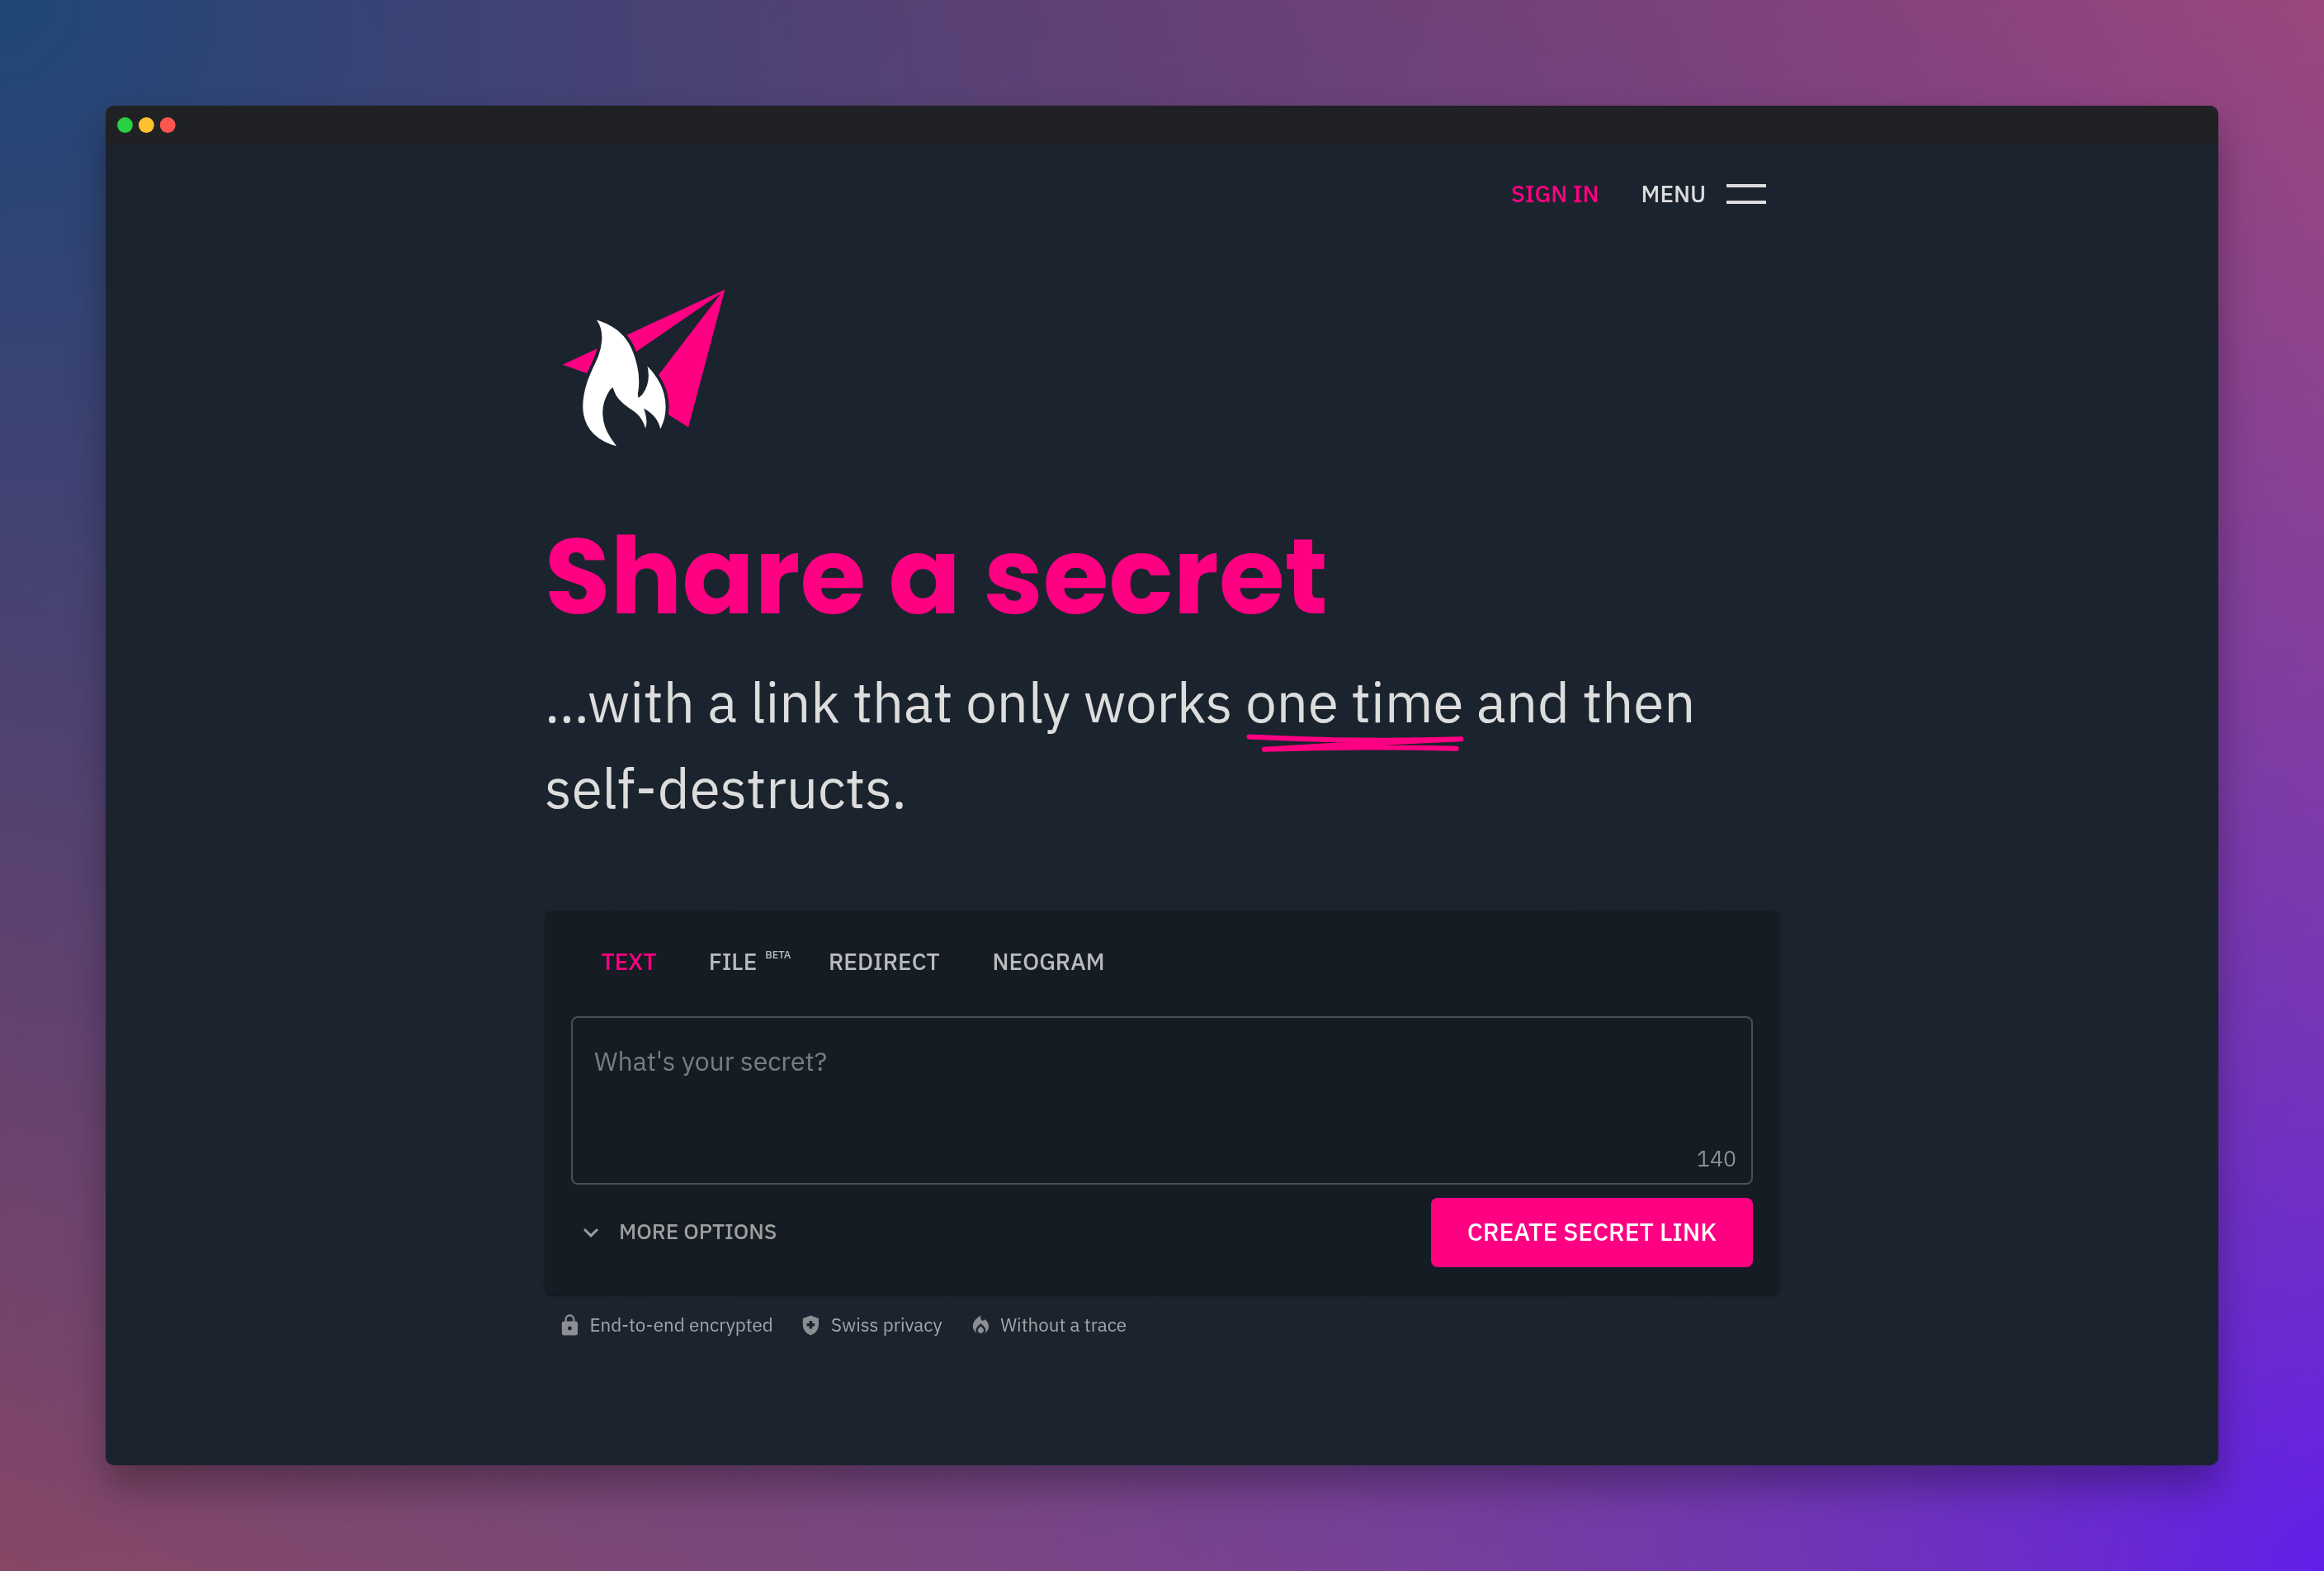 SIGN IN MENU
Share a secret
...with a link that only works one time and then
self-destructs.
TEXT FILE BETA REDIRECT NEOGRAM
What's your secret?
140
MORE OPTIONS CREATE SECRET LINK
End-to-end encrypted Swiss privacy Without a trace